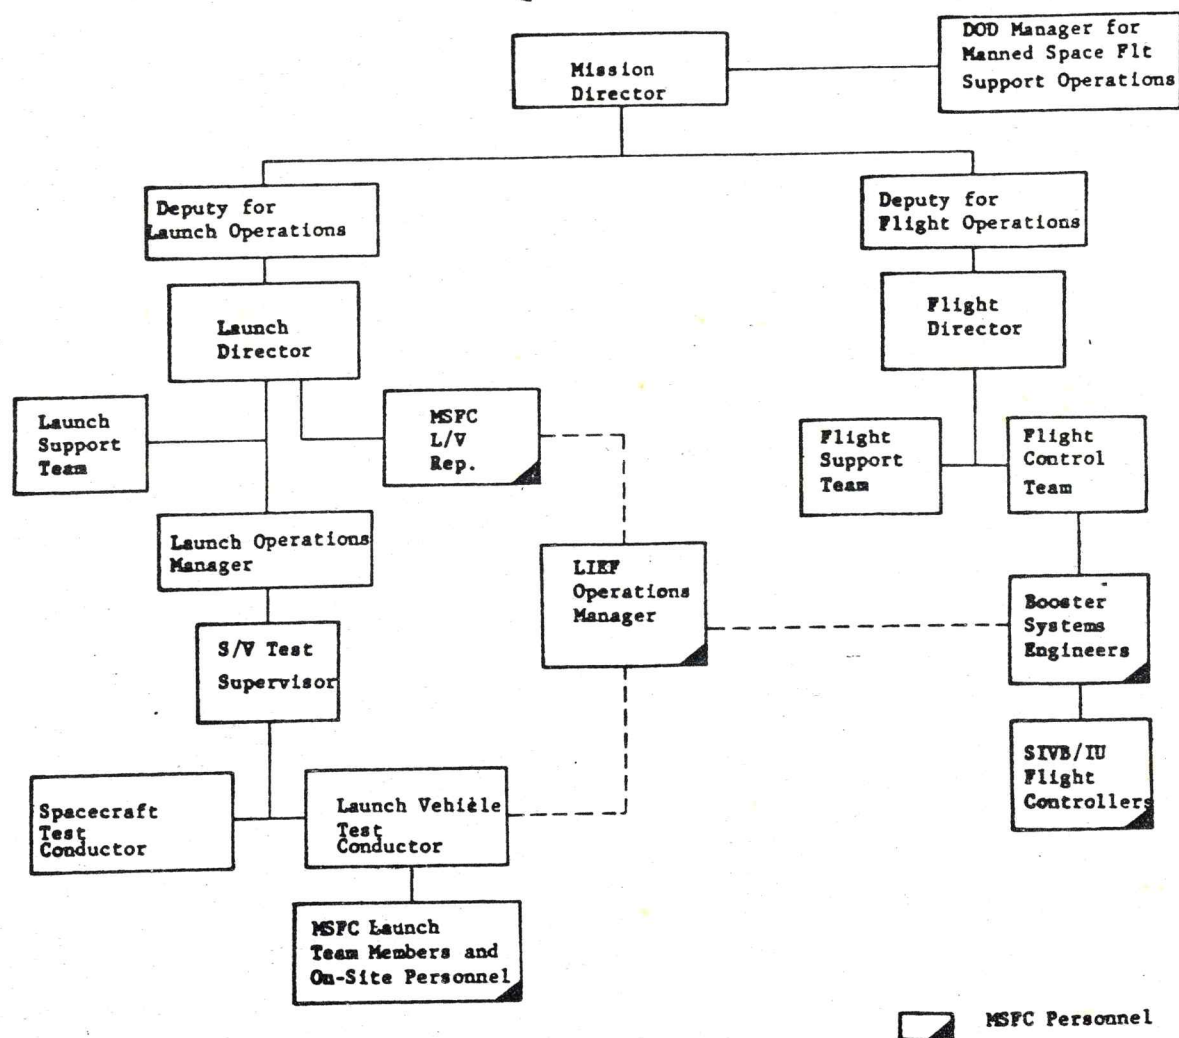 Mission
Director
DOD Manager for
Manned Space Flt
Support Operations
Deputy for
Launch Operations
Deputy for
Flight Operations
Launch
Director
Flight
Director
Launch
Support
Team
MSFC
L/V
Rep.
Flight
Support
Team
Flight
Control
Team
Launch Operations
Manager
LIEF
Operations
Manager
Booster
Systems
Engineers
S/V Test
Supervisor
SIVB/IU
Flight
Controllers
Spacecraft
Test
Conductor
Launch Vehicle
Test
Conductor
MSFC Launch
Team Members and
On-Site Personnel
MSFC Personnel